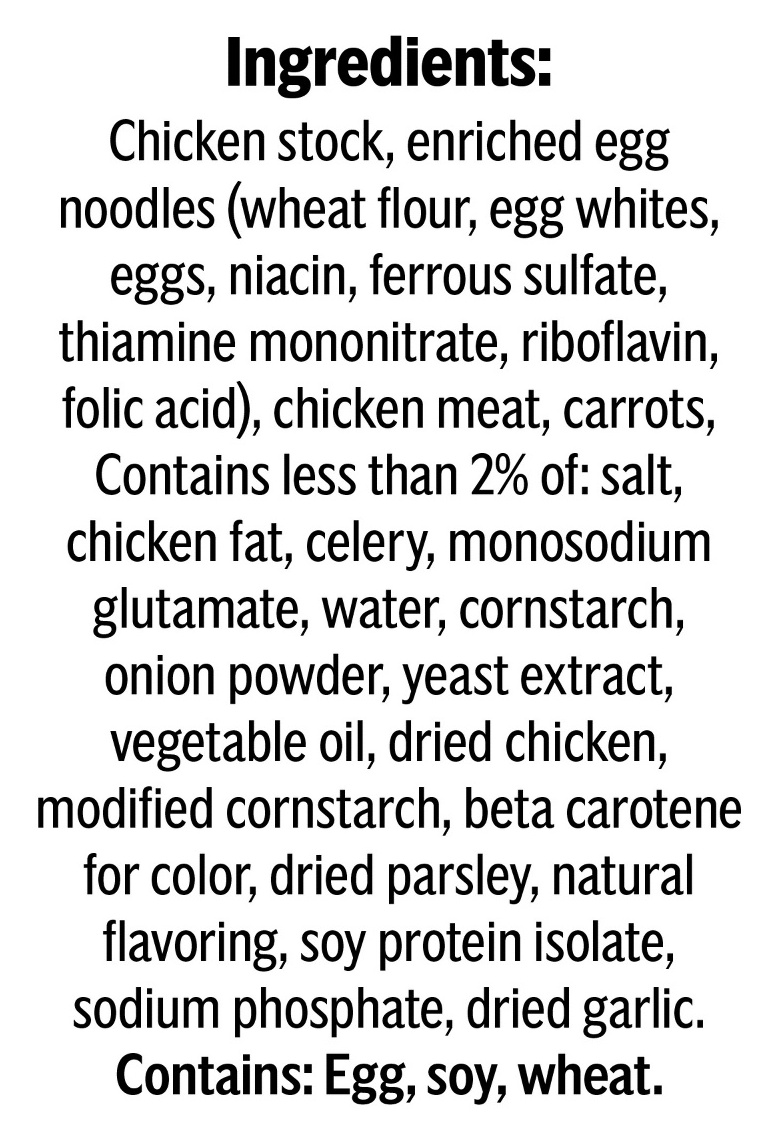 Ingredients:
Chicken stock, enriched egg
noodles (wheat flour, egg whites,
eggs, niacin, ferrous sulfate,
thiamine mononitrate, riboflavin,
folic acid), chicken meat, carrots,
Contains less than 2% of: salt,
chicken fat, celery, monosodium
glutamate, water, cornstarch,
onion powder, yeast extract,
vegetable oil, dried chicken,
modified cornstarch, beta carotene
for color, dried parsley, natural
flavoring, soy protein isolate,
sodium phosphate, dried garlic.
Contains: Egg, soy, wheat.